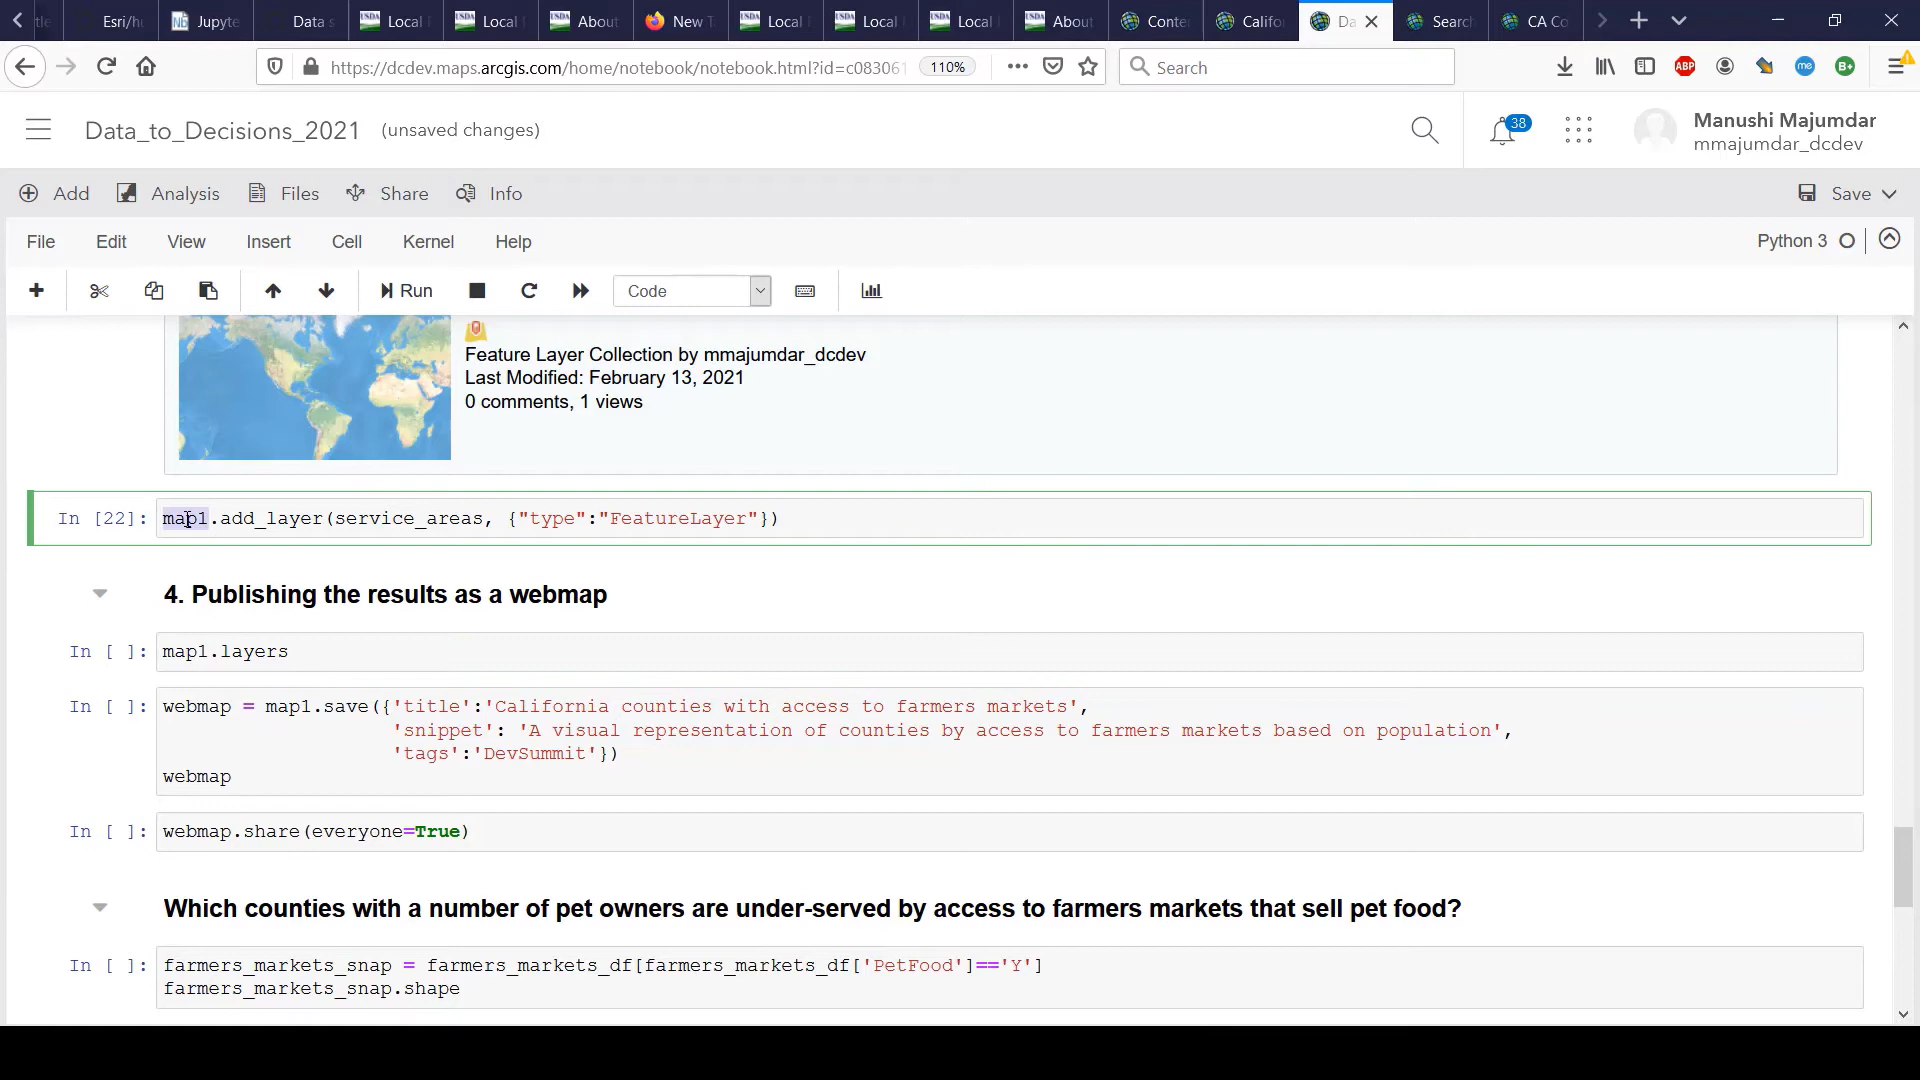 Esri/hu Jupyte Data s Local Local About New T Local Local Local About Conte Califo Da Search CA Co
https://dcdev.maps.arcgis.com/home/notebook/notebook.html?id=c083061 110% Search
Data_to_Decisions_2021 (unsaved changes) 38 Manushi Majumdar
mmajumdar_dcdev
Add Analysis Files Share Info Save
File Edit View Insert Cell Kernel Help Python 3
Run Code
Feature Layer Collection by mmajumdar_dcdev
Last Modified: February 13, 2021
0 comments, 1 views
In [22]: map1.add_layer(service_areas, {"type":"FeatureLayer"})
4. Publishing the results as a webmap
In [ ]: map1.layers
In [ ]: webmap = map1.save({'title':'California counties with access to farmers markets',
'snippet': 'A visual representation of counties by access to farmers markets based on population',
'tags':'DevSummit'})
webmap
In [ ]: webmap.share(everyone=True)
Which counties with a number of pet owners are under-served by access to farmers markets that sell pet food?
In [ ]: farmers_markets_snap = farmers_markets_df[farmers_markets_df['PetFood']=='Y']
farmers_markets_snap.shape